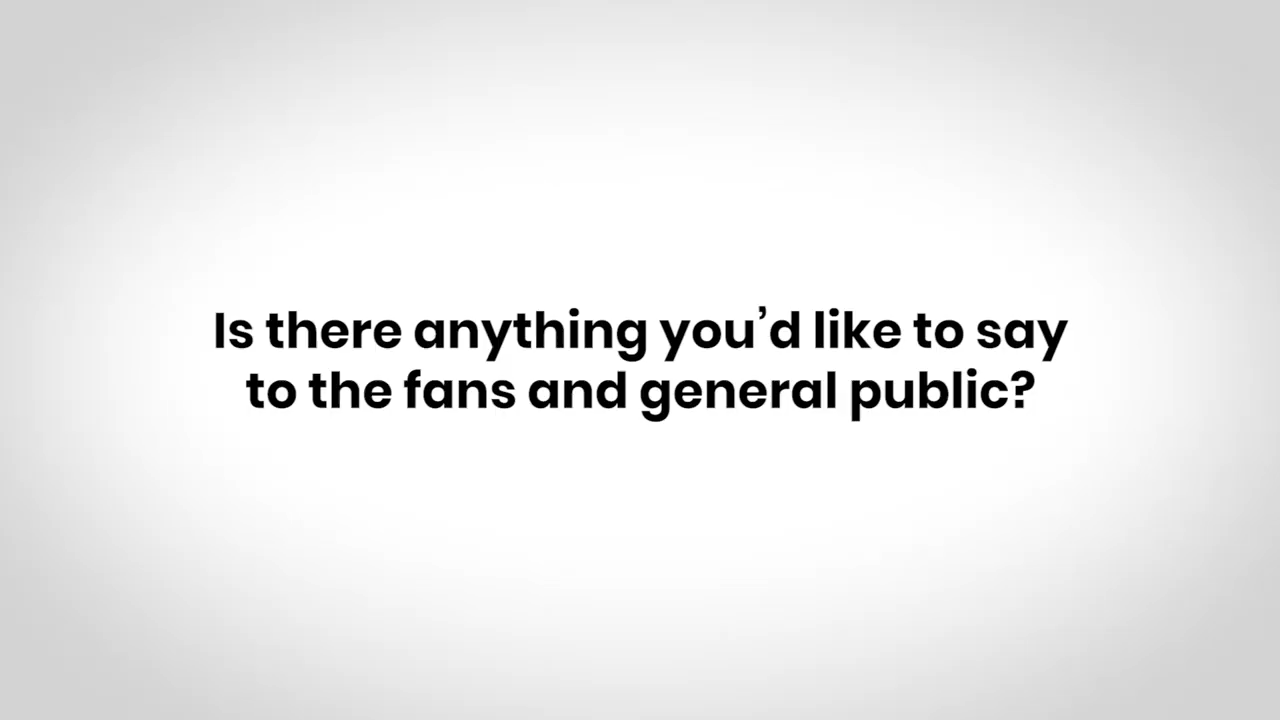 Is there anything you’d like to say
to the fans and general public?